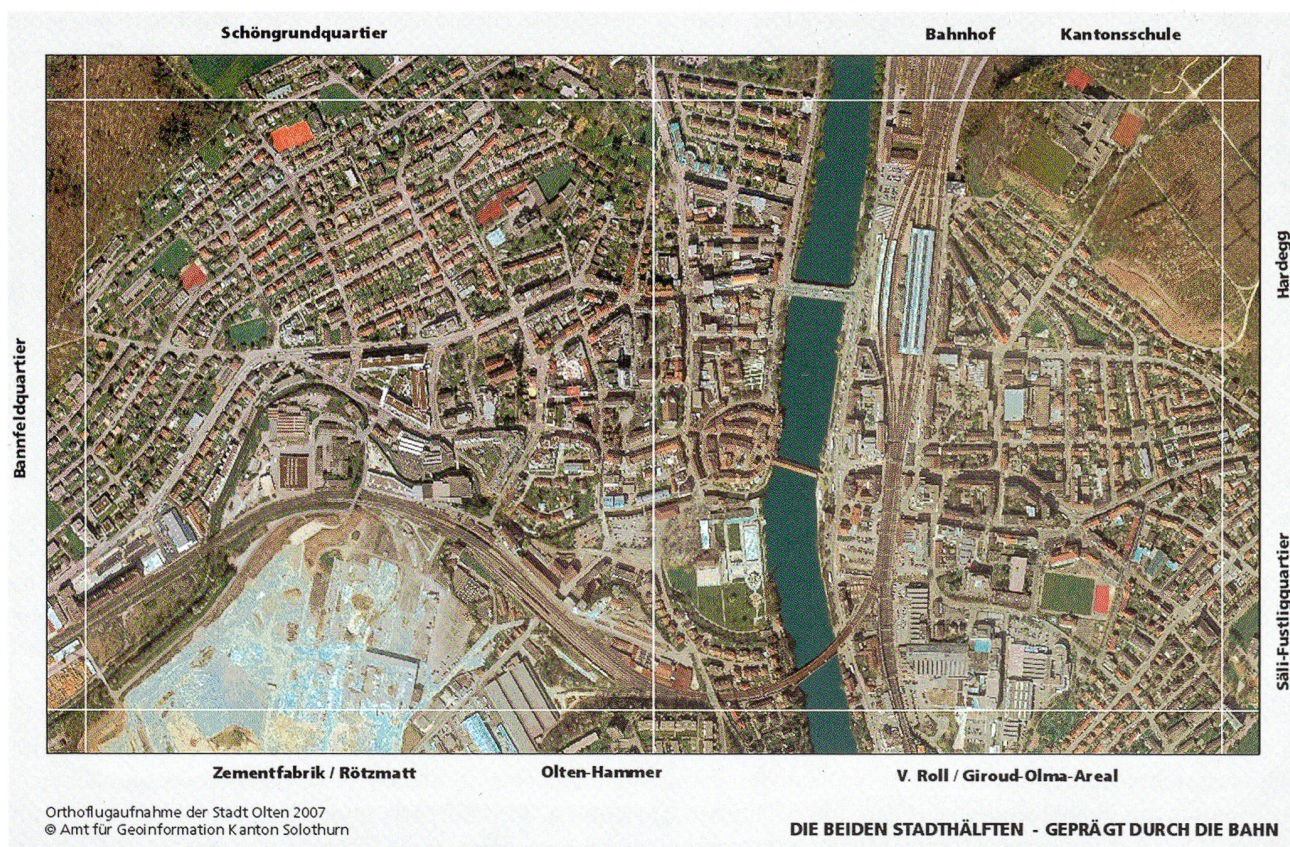 Schöngrundquartier
Bahnhof
Kantonsschule
Bannfeldquartier
Hardegg
Säli-Fustligquartier
Zementfabrik / Rötzmatt
Olten-Hammer
V. Roll / Giroud-Olma-Areal
Orthoflugaufnahme der Stadt Olten 2007
© Amt für Geoinformation Kanton Solothurn
DIE BEIDEN STADTHÄLFTEN - GEPRÄGT DURCH DIE BAHN